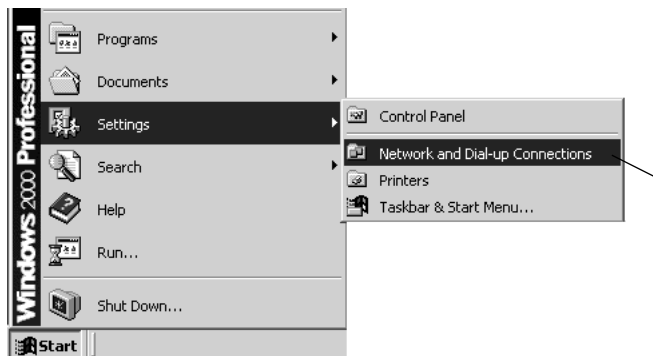 Windows 2000 Professional
Programs
Documents
Settings
Search
Help
Run...
Shut Down...
Start
Control Panel
Network and Dial-up Connections
Printers
Taskbar & Start Menu...